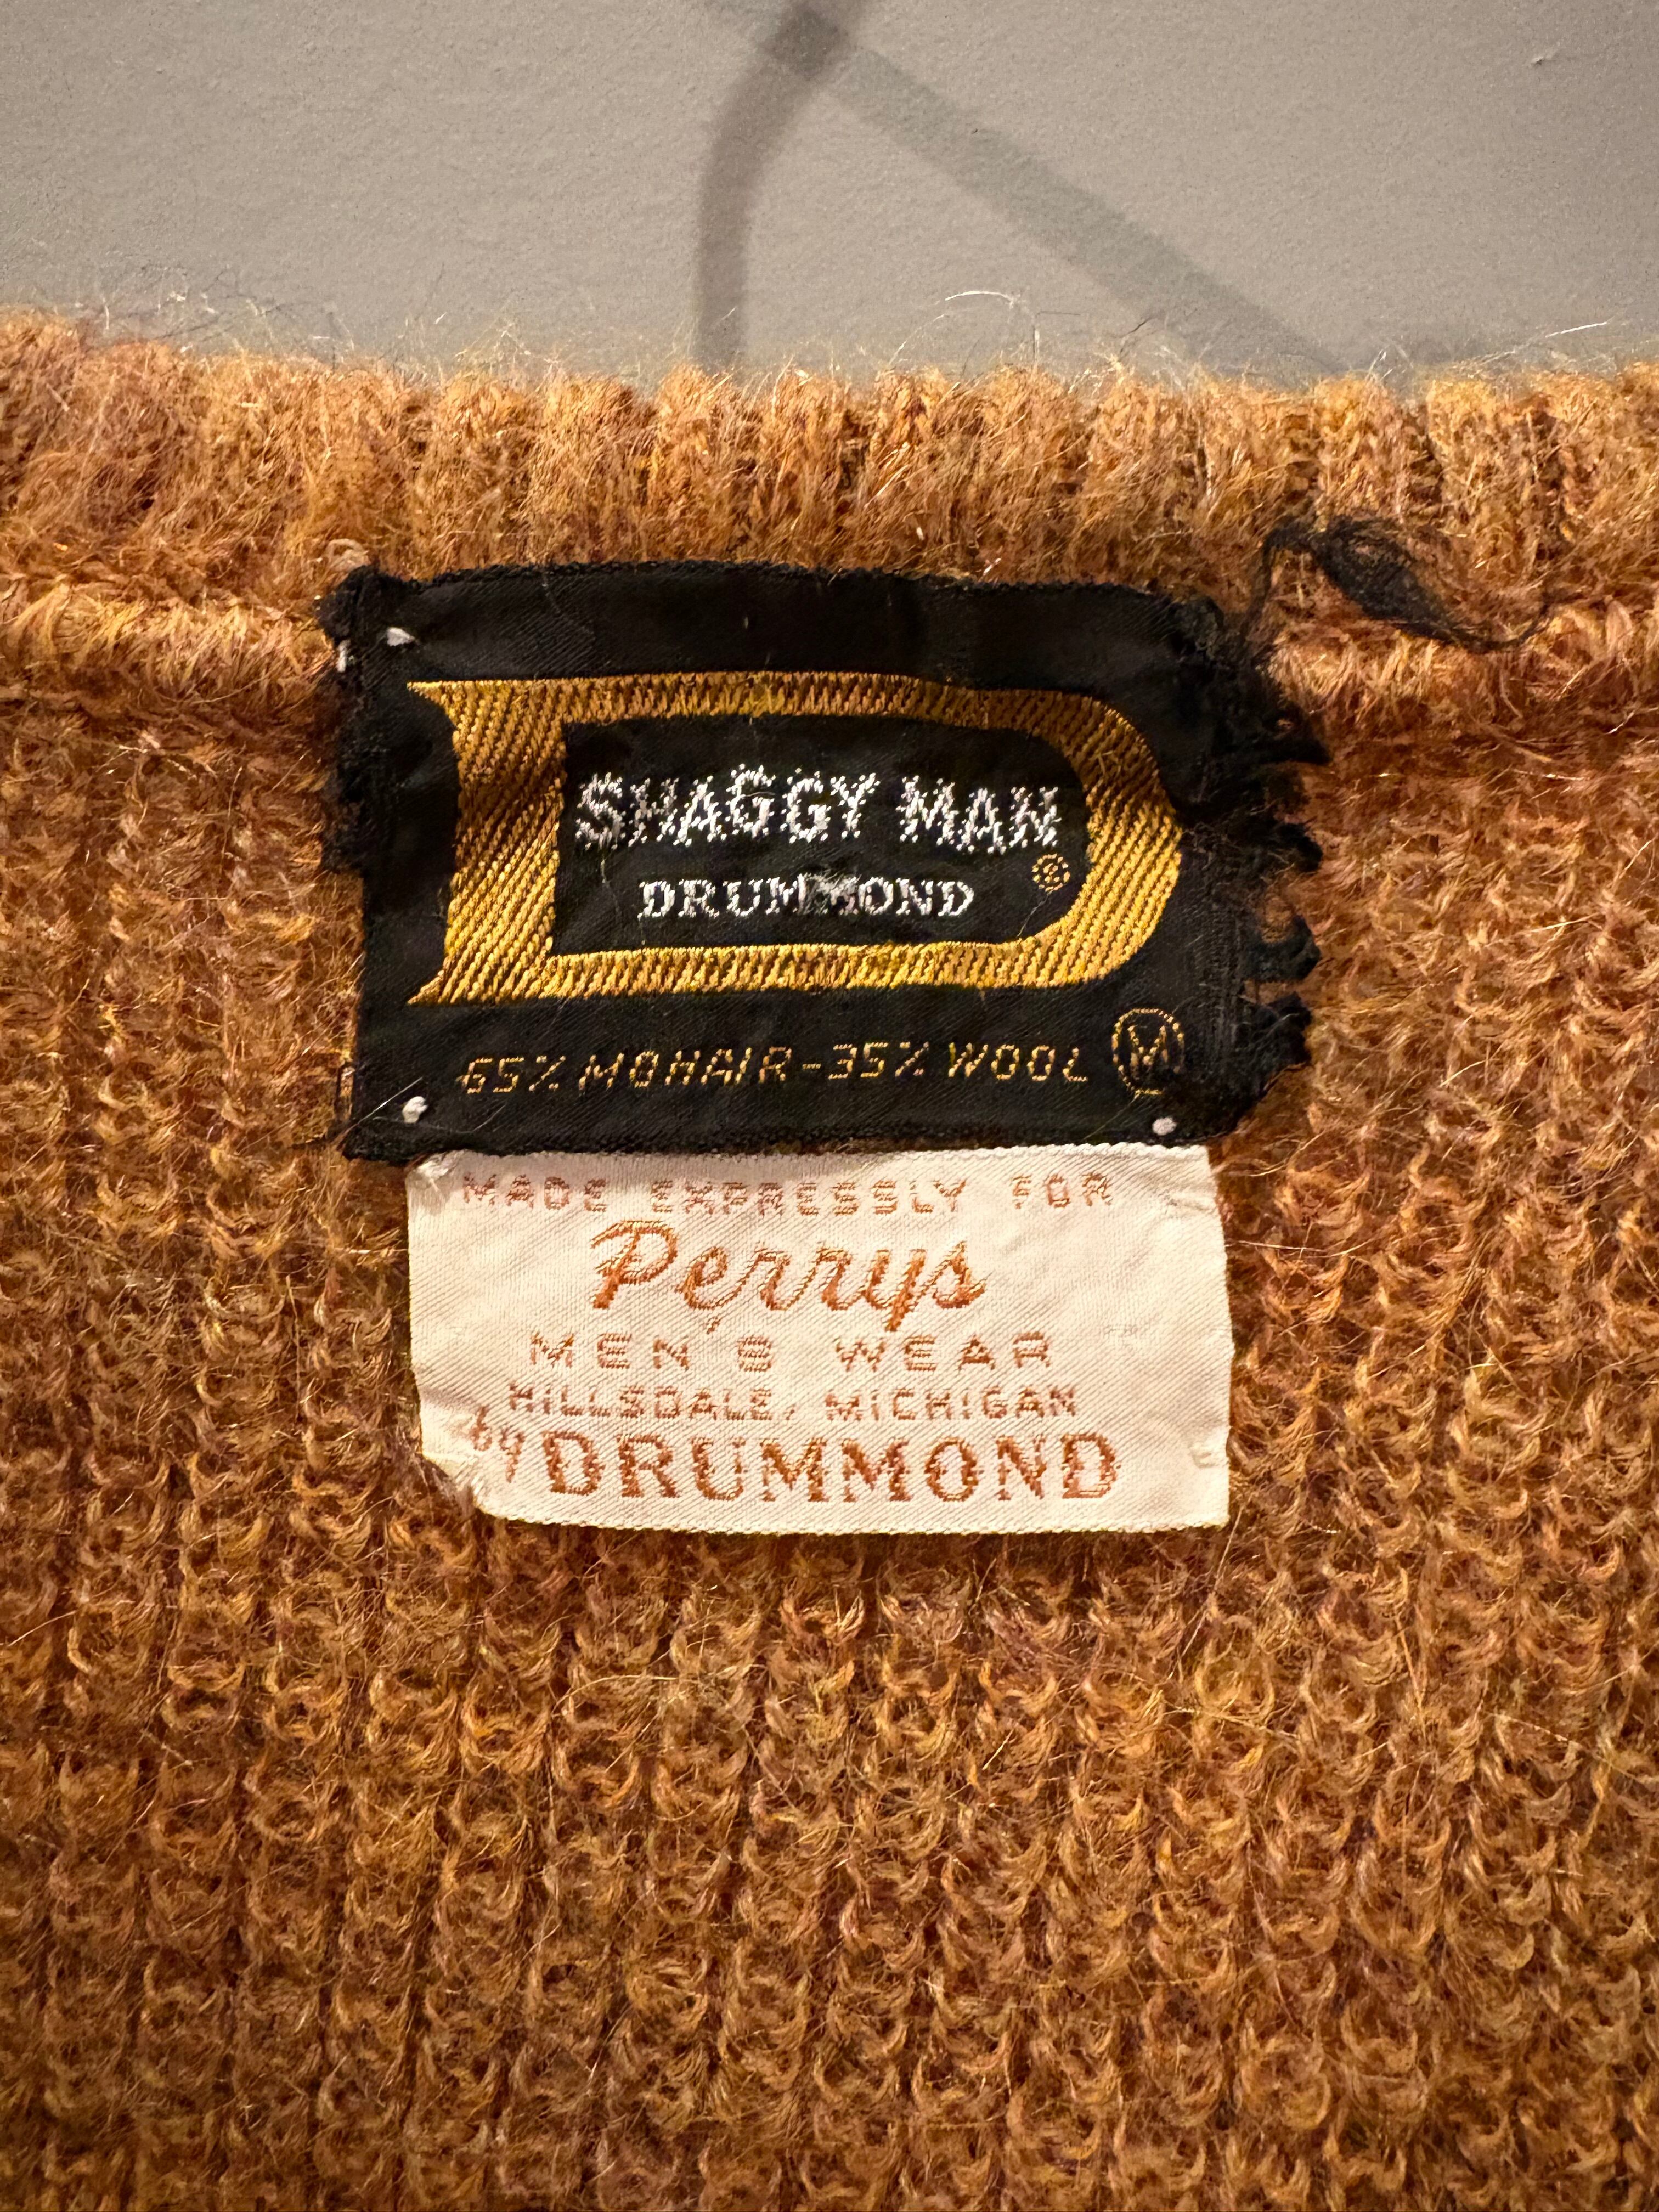 SHAGGY MAN
DRUMMOND ®
65% MOHAIR-35% WOOL M
MADE EXPRESSLY FOR
Perrys
MEN'S WEAR
HILLSDALE, MICHIGAN
by DRUMMOND